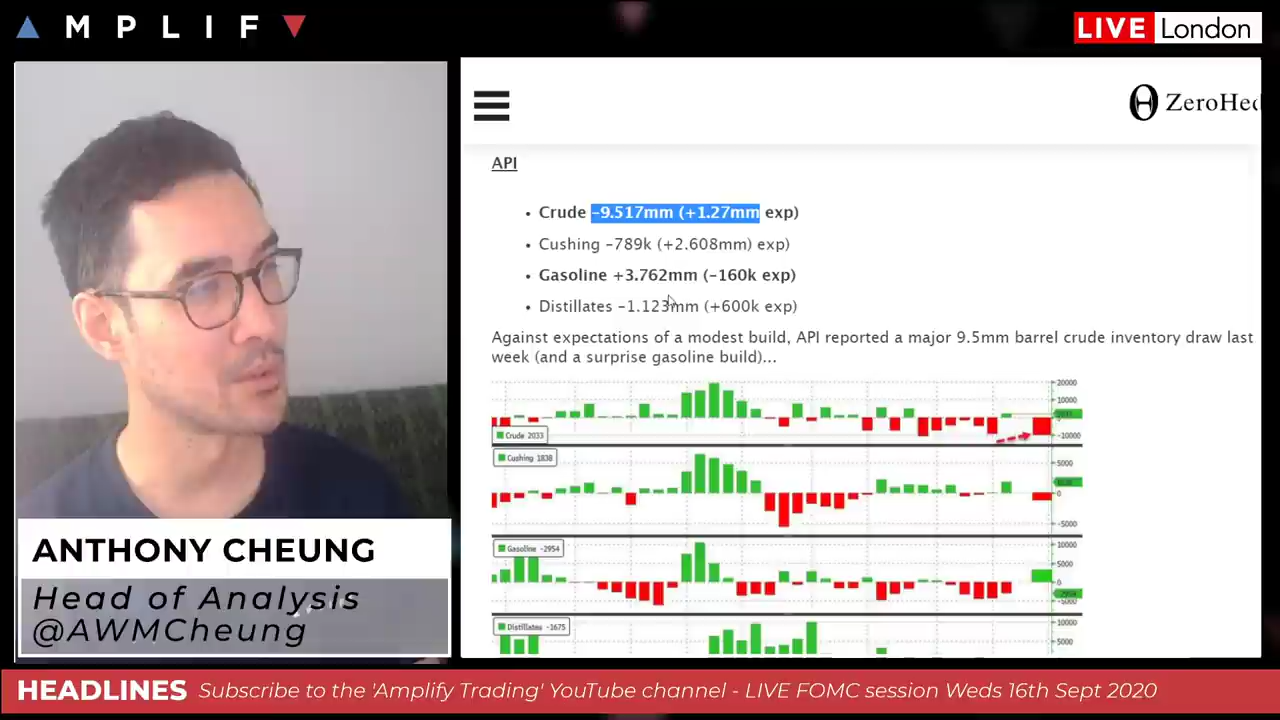 AMPLIFY
LIVE London
ZeroHed
API
• Crude -9.517mm (+1.27mm exp)
• Cushing -789k (+2.608mm) exp)
• Gasoline +3.762mm (-160k exp)
• Distillates -1.123mm (+600k exp)
Against expectations of a modest build, API reported a major 9.5mm barrel crude inventory draw last
week (and a surprise gasoline build)...
20000
10000
Crude 2033
-10000
Cushing 1838
5000
0
-5000
Gasoline -2954
10000
5000
0
-2954
-5000
Distillates -1675
10000
5000
ANTHONY CHEUNG
Head of Analysis
@AWMCheung
HEADLINES Subscribe to the 'Amplify Trading' YouTube channel - LIVE FOMC session Weds 16th Sept 2020